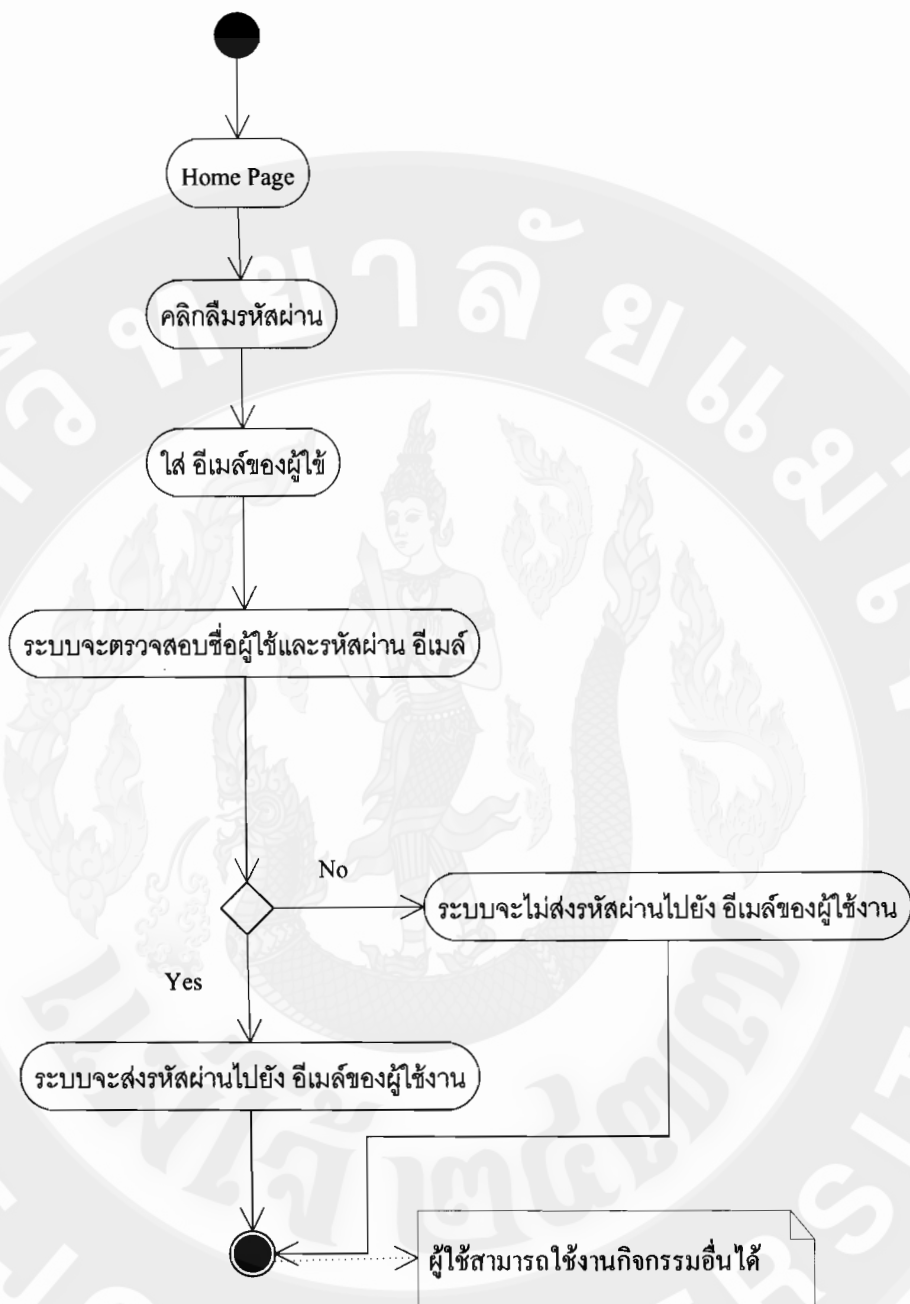 Home Page
คลิกลืมรหัสผ่าน
ใส่ อีเมล์ของผู้ใช้
ระบบจะตรวจสอบชื่อผู้ใช้และรหัสผ่าน อีเมล์
No
ระบบจะไม่ส่งรหัสผ่านไปยัง อีเมล์ของผู้ใช้งาน
Yes
ระบบจะส่งรหัสผ่านไปยัง อีเมล์ของผู้ใช้งาน
ผู้ใช้สามารถใช้งานกิจกรรมอื่นได้